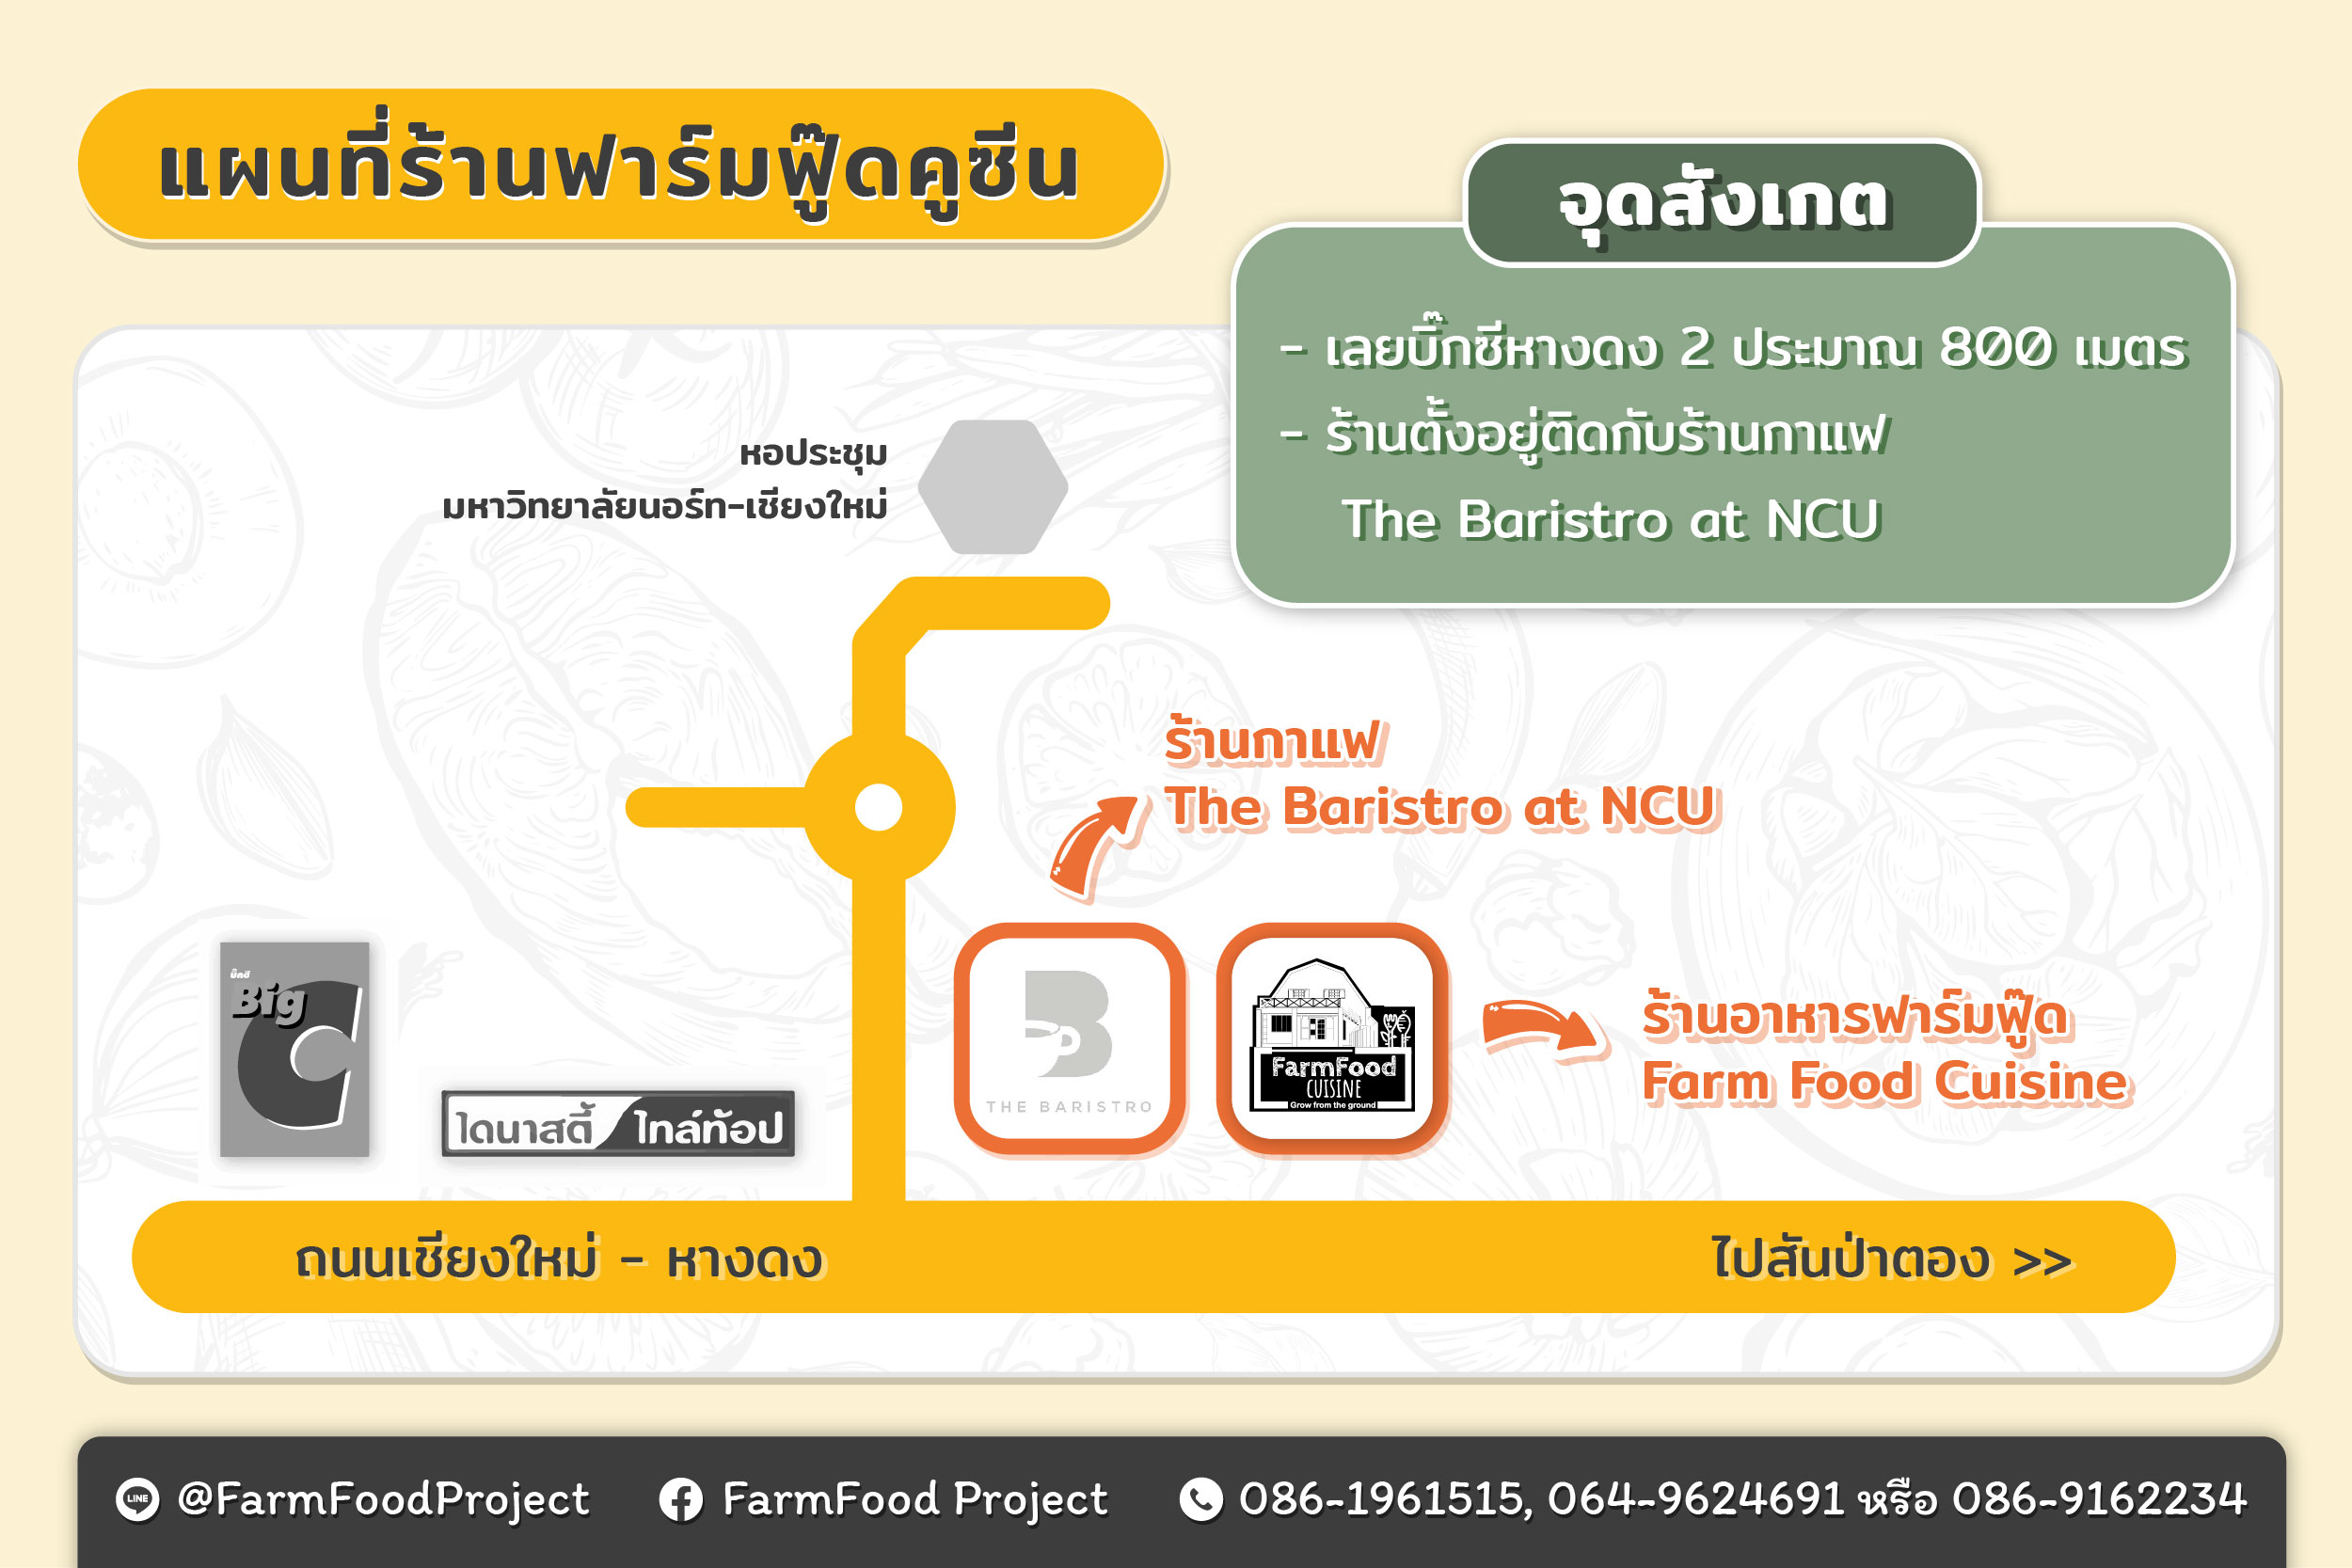 แผนที่ร้านฟาร์มฟู๊ดคูซีน
จุดสังเกต
- เลยบิ๊กซีหางดง 2 ประมาณ 800 เมตร
- ร้านตั้งอยู่ติดกับร้านกาแฟ
The Baristro at NCU
หอประชุม
มหาวิทยาลัยนอร์ท-เชียงใหม่
ร้านกาแฟ
The Baristro at NCU
บิ๊กซี
Big C
ไดนาสตี้ ไทล์ท้อป
B
THE BARISTRO
FarmFood
CUISINE
Grow from the ground
ร้านอาหารฟาร์มฟู๊ด
Farm Food Cuisine
ถนนเชียงใหม่ - หางดง
ไปสันป่าตอง >>
LINE @FarmFoodProject
FarmFood Project
086-1961515, 064-9624691 หรือ 086-9162234